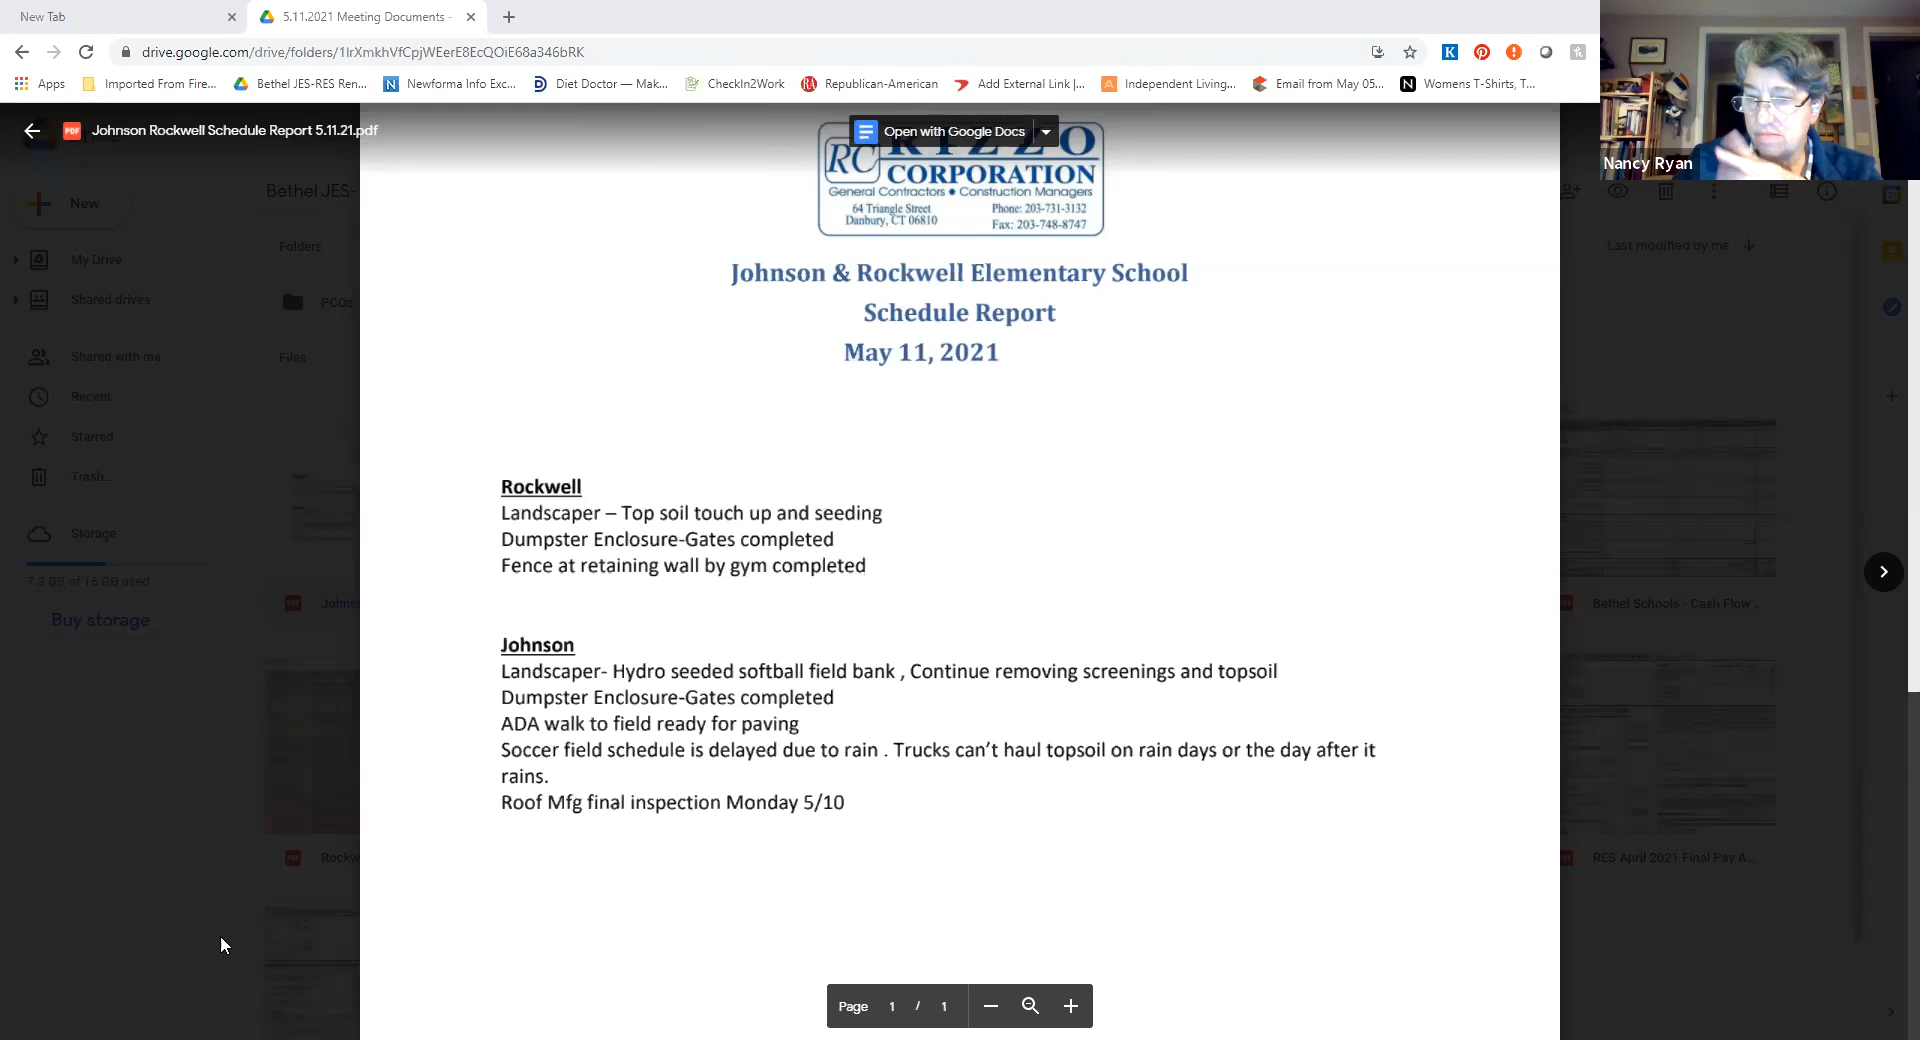 New Tab
5.11.2021 Meeting Documents -
drive.google.com/drive/folders/1IrXmkhVfCpjWEerE8EcQOiE68a346bRK
Apps
Imported From Fire...
Bethel JES-RES Ren...
Newforma Info Exc...
Diet Doctor — Mak...
CheckIn2Work
Republican-American
Add External Link |...
Independent Living...
Email from May 05...
Womens T-Shirts, T...
Nancy Ryan
Johnson Rockwell Schedule Report 5.11.21.pdf
Open with Google Docs
RC RIZZO
CORPORATION
General Contractors • Construction Managers
64 Triangle Street Phone: 203-731-3132
Danbury, CT 06810 Fax: 203-748-8747
New
Bethel JES-
Folders
My Drive
Shared drives
PCOs
Shared with me
Files
Recent
Starred
Trash
Storage
7.3 GB of 16 GB used
Buy storage
Last modified by me
Johnson & Rockwell Elementary School
Schedule Report
May 11, 2021
Rockwell
Landscaper – Top soil touch up and seeding
Dumpster Enclosure-Gates completed
Fence at retaining wall by gym completed
Johnson
Landscaper- Hydro seeded softball field bank , Continue removing screenings and topsoil
Dumpster Enclosure-Gates completed
ADA walk to field ready for paving
Soccer field schedule is delayed due to rain . Trucks can’t haul topsoil on rain days or the day after it
rains.
Roof Mfg final inspection Monday 5/10
Bethel Schools - Cash Flow ...
RES April 2021 Final Pay A...
Page 1 / 1